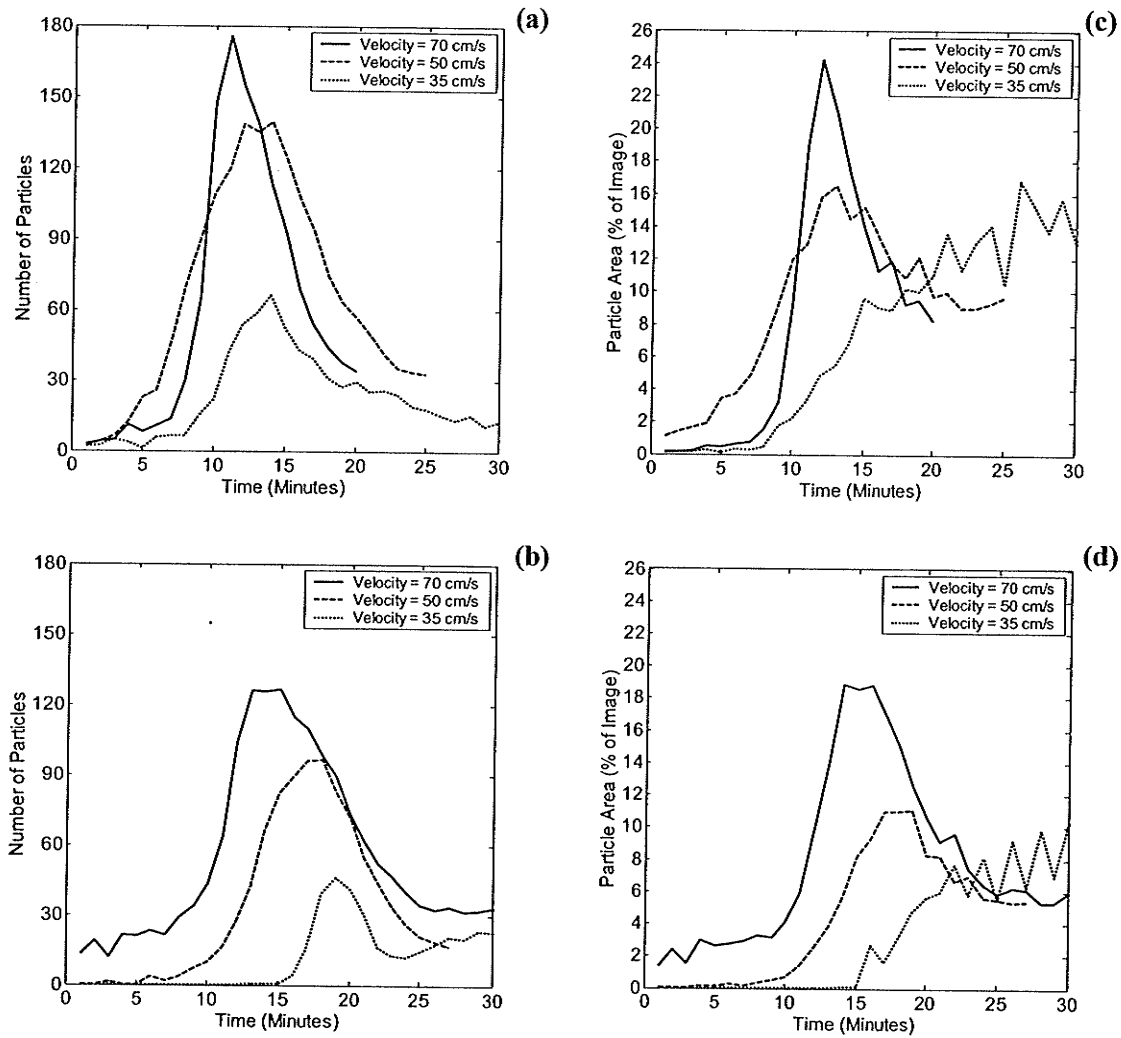 (a)
180
150
120
90
60
30
0
Number of Particles
Velocity = 70 cm/s
Velocity = 50 cm/s
Velocity = 35 cm/s
0 5 10 15 20 25 30
Time (Minutes)
(c)
26
24
22
20
18
16
14
12
10
8
6
4
2
0
Particle Area (% of Image)
Velocity = 70 cm/s
Velocity = 50 cm/s
Velocity = 35 cm/s
0 5 10 15 20 25 30
Time (Minutes)
(b)
180
150
120
90
60
30
0
Number of Particles
Velocity = 70 cm/s
Velocity = 50 cm/s
Velocity = 35 cm/s
0 5 10 15 20 25 30
Time (Minutes)
(d)
26
24
22
20
18
16
14
12
10
8
6
4
2
0
Particle Area (% of Image)
Velocity = 70 cm/s
Velocity = 50 cm/s
Velocity = 35 cm/s
0 5 10 15 20 25 30
Time (Minutes)